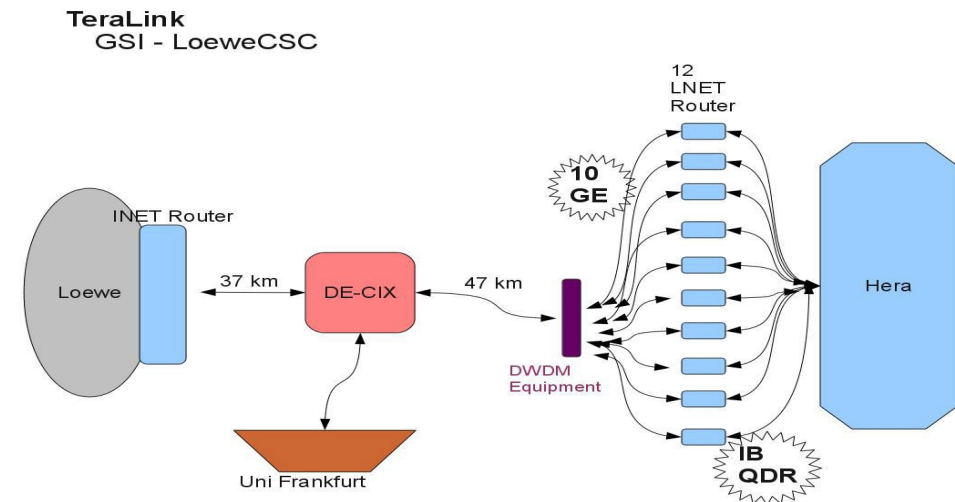 TeraLink
GSI - LoeweCSC
12
LNET
Router
10
GE
INET Router
Loewe
37 km
DE-CIX
47 km
Hera
DWDM
Equipment
IB
QDR
Uni Frankfurt